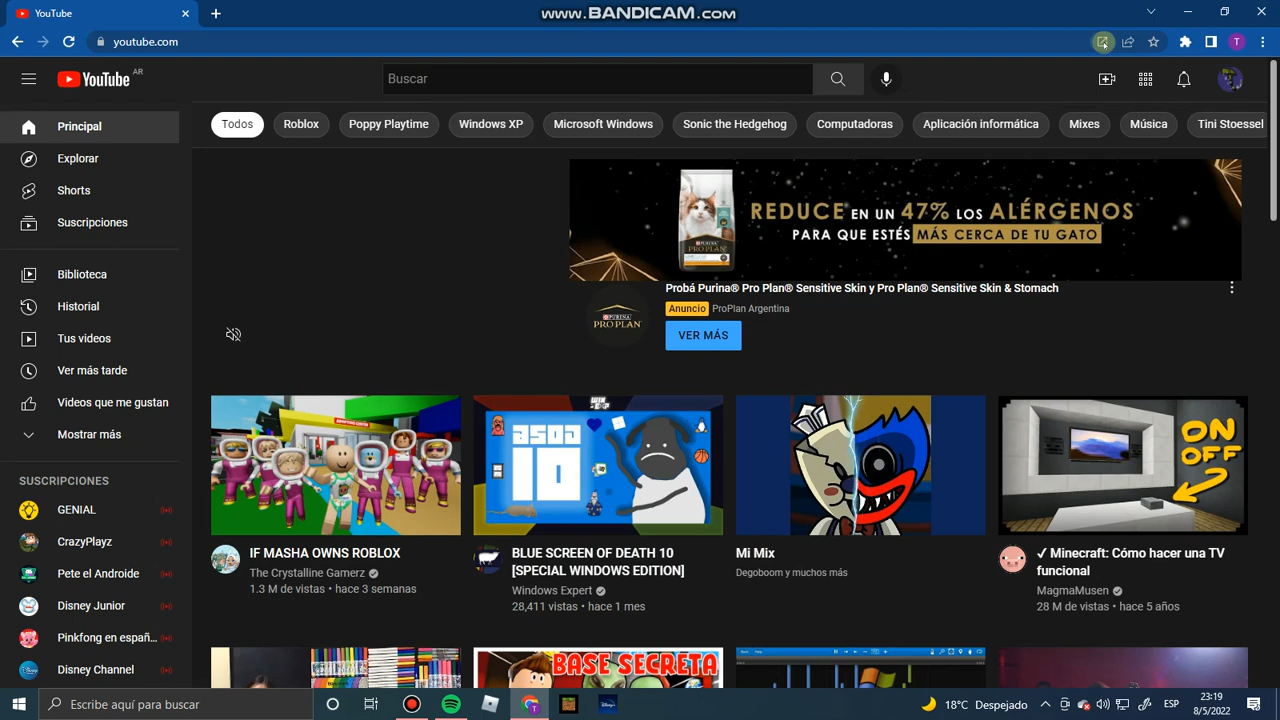 www.BANDICAM.com
YouTube
youtube.com
T
YouTube AR
Buscar
Todos
Roblox
Poppy Playtime
Windows XP
Microsoft Windows
Sonic the Hedgehog
Computadoras
Aplicación informática
Mixes
Música
Tini Stoessel
Principal
Explorar
Shorts
Suscripciones
Biblioteca
Historial
Tus videos
Ver más tarde
Videos que me gustan
Mostrar más
SUSCRIPCIONES
GENIAL
CrazyPlayz
Pete el Androide
Disney Junior
Pinkfong en españ...
Disney Channel
REDUCE EN UN 47% LOS ALÉRGENOS
PARA QUE ESTÉS MÁS CERCA DE TU GATO
PURINA
PRO PLAN
Probá Purina® Pro Plan® Sensitive Skin y Pro Plan® Sensitive Skin & Stomach
Anuncio ProPlan Argentina
VER MÁS
IF MASHA OWNS ROBLOX
The Crystalline Gamerz
1.3 M de vistas • hace 3 semanas
10
BLUE SCREEN OF DEATH 10
[SPECIAL WINDOWS EDITION]
Windows Expert
28,411 vistas • hace 1 mes
Mi Mix
Degoboom y muchos más
ON
OFF
✓ Minecraft: Cómo hacer una TV
funcional
MagmaMusen
28 M de vistas • hace 5 años
BASE SECRETA
Escribe aquí para buscar
18°C Despejado
ESP
23:19
8/5/2022